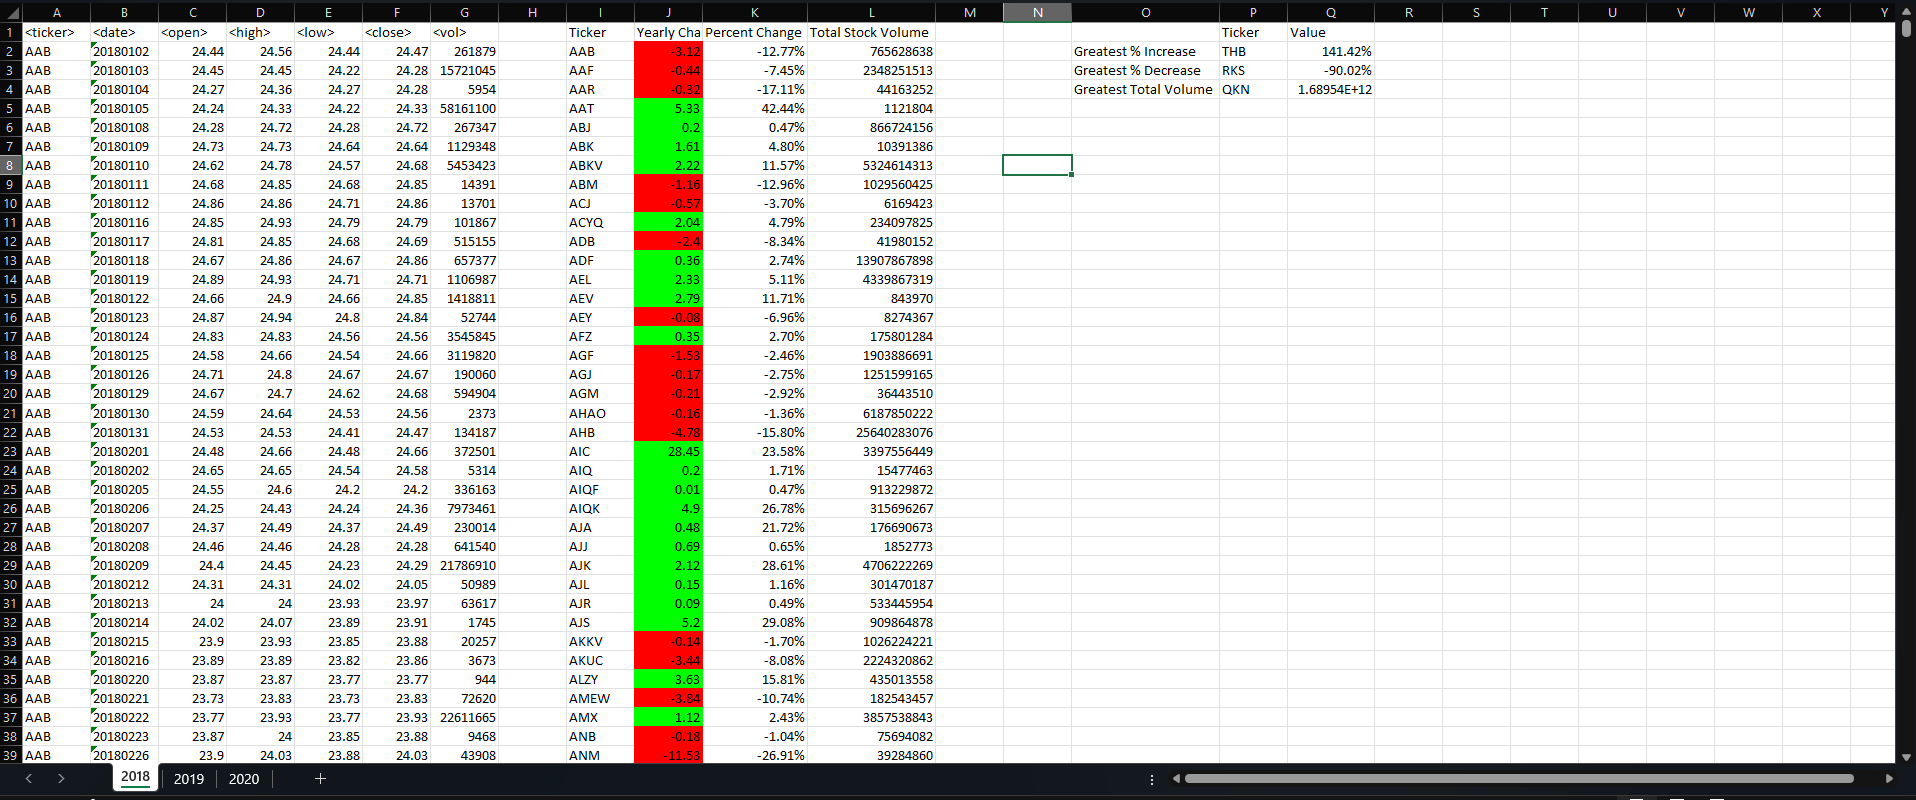 A B C D E F G H I J K L M N O P Q R S T U V W X Y
1 <ticker> <date> <open> <high> <low> <close> <vol> Ticker Yearly Cha Percent Change Total Stock Volume Ticker Value
2 AAB 20180102 24.44 24.56 24.44 24.47 261879 AAB -3.12 -12.77% 765628638 Greatest % Increase THB 141.42%
3 AAB 20180103 24.45 24.45 24.22 24.28 15721045 AAF -0.44 -7.45% 2348251513 Greatest % Decrease RKS -90.02%
4 AAB 20180104 24.27 24.36 24.27 24.28 5954 AAR -0.32 -17.11% 44163252 Greatest Total Volume QKN 1.68954E+12
5 AAB 20180105 24.24 24.33 24.22 24.33 58161100 AAT 5.33 42.44% 1121804
6 AAB 20180108 24.28 24.72 24.28 24.72 267347 ABJ 0.2 0.47% 866724156
7 AAB 20180109 24.73 24.73 24.64 24.64 1129348 ABK 1.61 4.80% 10391386
8 AAB 20180110 24.62 24.78 24.57 24.68 5453423 ABKV 2.22 11.57% 5324614313
9 AAB 20180111 24.68 24.85 24.68 24.85 14391 ABM -1.16 -12.96% 1029560425
10 AAB 20180112 24.86 24.86 24.71 24.86 13701 ACJ -0.57 -3.70% 6169423
11 AAB 20180116 24.85 24.93 24.79 24.79 101867 ACYQ 2.04 4.79% 234097825
12 AAB 20180117 24.81 24.85 24.68 24.69 515155 ADB -2.4 -8.34% 41980152
13 AAB 20180118 24.67 24.86 24.67 24.86 657377 ADF 0.36 2.74% 13907867898
14 AAB 20180119 24.89 24.93 24.71 24.71 1106987 AEL 2.33 5.11% 4339867319
15 AAB 20180122 24.66 24.9 24.66 24.85 1418811 AEV 2.79 11.71% 843970
16 AAB 20180123 24.87 24.94 24.8 24.84 52744 AEY -0.08 -6.96% 8274367
17 AAB 20180124 24.83 24.83 24.56 24.56 3545845 AFZ 0.35 2.70% 175801284
18 AAB 20180125 24.58 24.66 24.54 24.66 3119820 AGF -1.53 -2.46% 1903886691
19 AAB 20180126 24.71 24.8 24.67 24.67 190060 AGJ -0.17 -2.75% 1251599165
20 AAB 20180129 24.67 24.7 24.62 24.68 594904 AGM -0.21 -2.92% 36443510
21 AAB 20180130 24.59 24.64 24.53 24.56 2373 AHAO -0.16 -1.36% 6187850222
22 AAB 20180131 24.53 24.53 24.41 24.47 134187 AHB -4.78 -15.80% 25640283076
23 AAB 20180201 24.48 24.66 24.48 24.66 372501 AIC 28.45 23.58% 3397556449
24 AAB 20180202 24.65 24.65 24.54 24.58 5314 AIQ 0.2 1.71% 15477463
25 AAB 20180205 24.55 24.6 24.2 24.2 336163 AIQF 0.01 0.47% 913229872
26 AAB 20180206 24.25 24.43 24.24 24.36 7973461 AIQK 4.9 26.78% 315696267
27 AAB 20180207 24.37 24.49 24.37 24.49 230014 AJA 0.48 21.72% 176690673
28 AAB 20180208 24.46 24.46 24.28 24.28 641540 AJJ 0.69 0.65% 1852773
29 AAB 20180209 24.4 24.45 24.23 24.29 21786910 AJK 2.12 28.61% 4706222269
30 AAB 20180212 24.31 24.31 24.02 24.05 50989 AJL 0.15 1.16% 301470187
31 AAB 20180213 24 24 23.93 23.97 63617 AJR 0.09 0.49% 533445954
32 AAB 20180214 24.02 24.07 23.89 23.91 1745 AJS 5.2 29.08% 909864878
33 AAB 20180215 23.9 23.93 23.85 23.88 20257 AKKV -0.14 -1.70% 1026224221
34 AAB 20180216 23.89 23.89 23.82 23.86 3673 AKUC -3.44 -8.08% 2224320862
35 AAB 20180220 23.87 23.87 23.77 23.77 944 ALZY 3.63 15.81% 435013558
36 AAB 20180221 23.73 23.83 23.73 23.83 72620 AMEW -3.84 -10.74% 182543457
37 AAB 20180222 23.77 23.93 23.77 23.93 22611665 AMX 1.12 2.43% 3857538843
38 AAB 20180223 23.87 24 23.85 23.88 9468 ANB -0.18 -1.04% 75694082
39 AAB 20180226 23.9 24.03 23.88 24.03 43908 ANM -11.53 -26.91% 39284860
2018 2019 2020